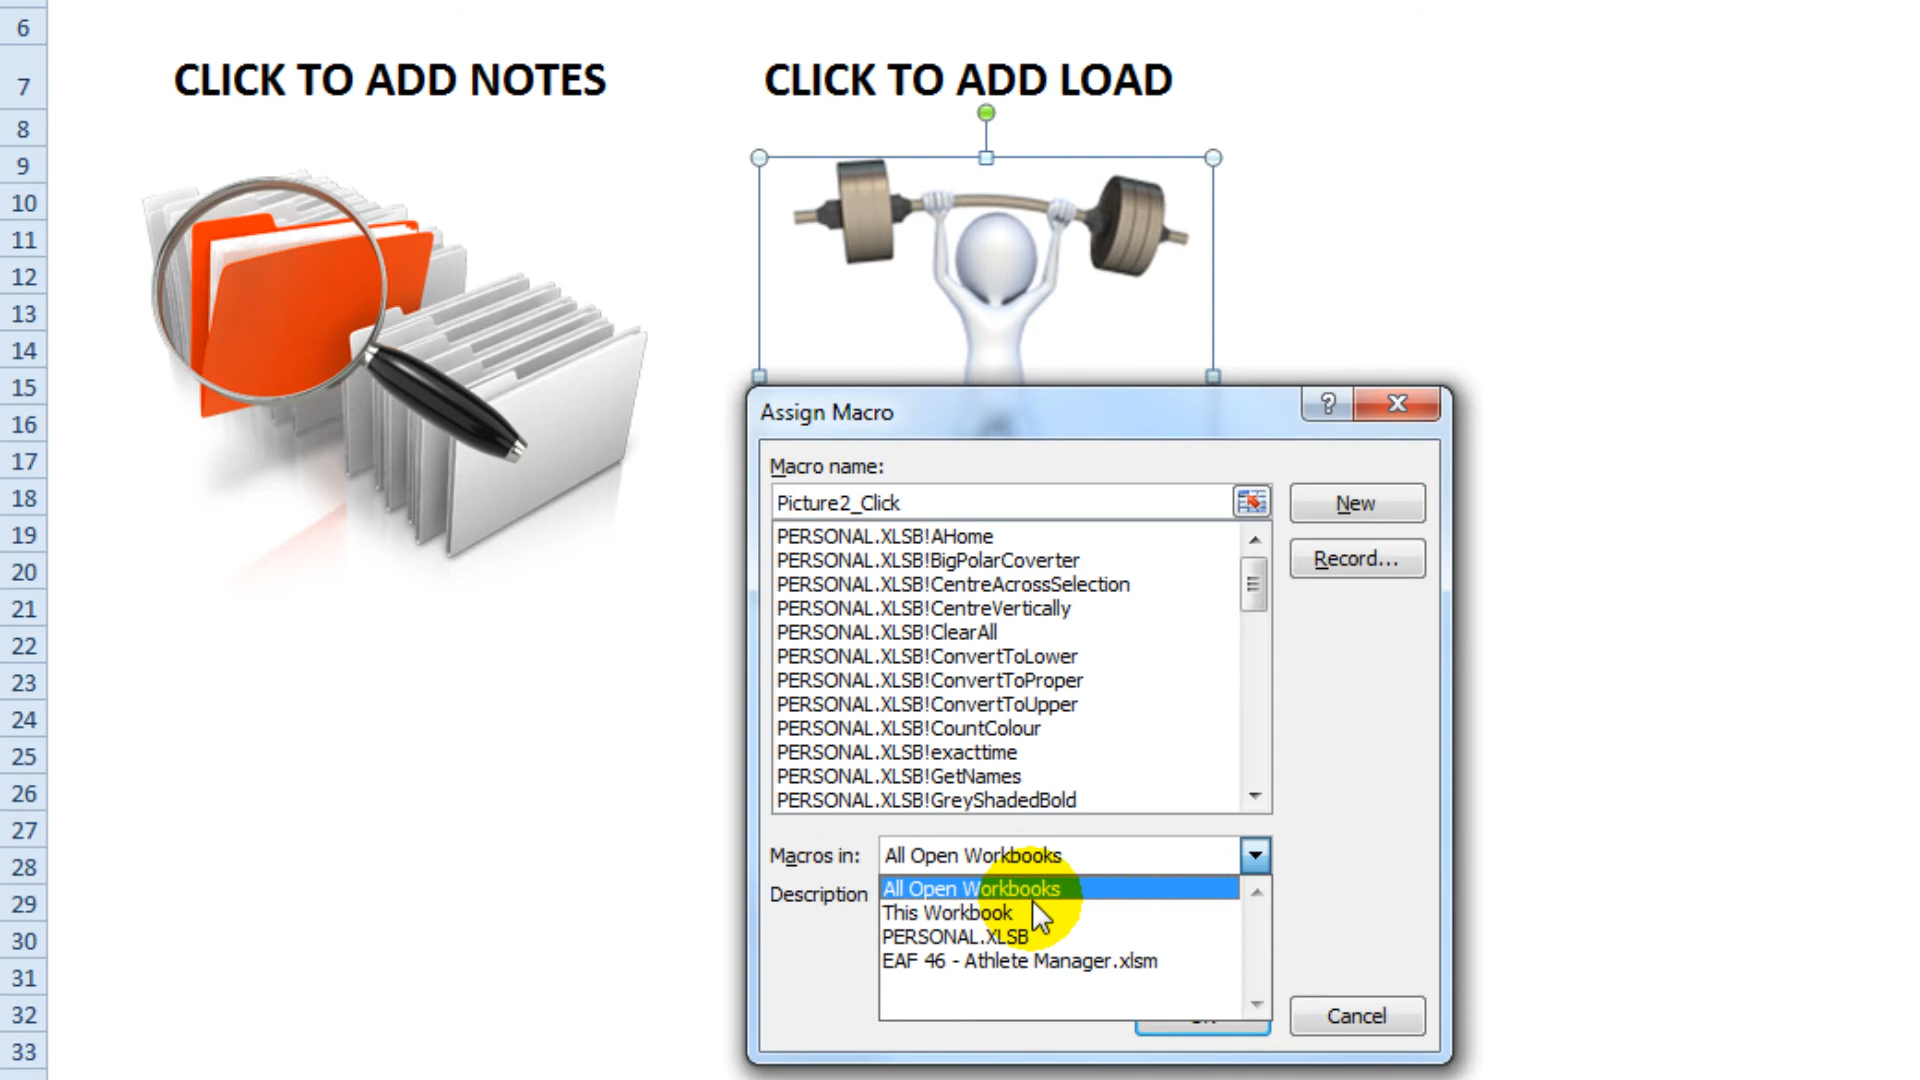 6
7
CLICK TO ADD NOTES
CLICK TO ADD LOAD
8
9
10
11
12
13
14
15
16
17
18
19
20
21
22
23
24
25
26
27
28
29
30
31
32
33
Assign Macro
?
Macro name:
Picture2_Click
New
Record...
PERSONAL.XLSB!AHome
PERSONAL.XLSB!BigPolarCoverter
PERSONAL.XLSB!CentreAcrossSelection
PERSONAL.XLSB!CentreVertically
PERSONAL.XLSB!ClearAll
PERSONAL.XLSB!ConvertToLower
PERSONAL.XLSB!ConvertToProper
PERSONAL.XLSB!ConvertToUpper
PERSONAL.XLSB!CountColour
PERSONAL.XLSB!exacttime
PERSONAL.XLSB!GetNames
PERSONAL.XLSB!GreyShadedBold
Macros in:
All Open Workbooks
Description
All Open Workbooks
This Workbook
PERSONAL.XLSB
EAF 46 - Athlete Manager.xlsm
Cancel